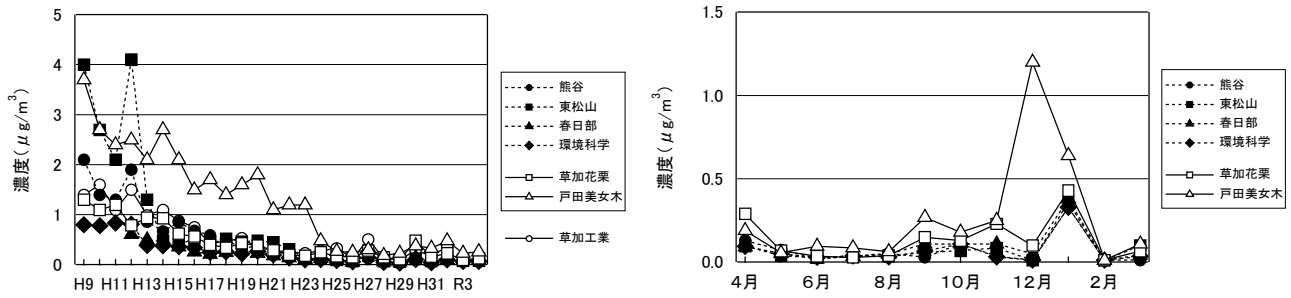 5
4
3
2
1
0
濃度(μg/m³)
H9 H11 H13 H15 H17 H19 H21 H23 H25 H27 H29 H31 R3
熊谷
東松山
春日部
環境科学
草加花栗
戸田美女木
草加工業
1.5
1.0
0.5
0.0
濃度(μg/m³)
4月 6月 8月 10月 12月 2月
熊谷
東松山
春日部
環境科学
草加花栗
戸田美女木